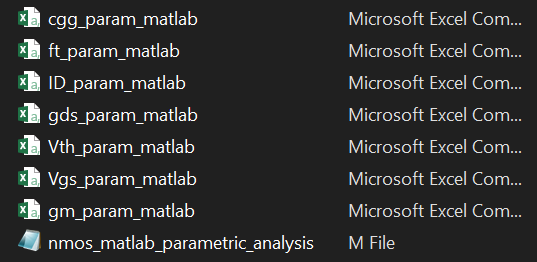 cgg_param_matlab Microsoft Excel Com...
ft_param_matlab Microsoft Excel Com...
ID_param_matlab Microsoft Excel Com...
gds_param_matlab Microsoft Excel Com...
Vth_param_matlab Microsoft Excel Com...
Vgs_param_matlab Microsoft Excel Com...
gm_param_matlab Microsoft Excel Com...
nmos_matlab_parametric_analysis M File